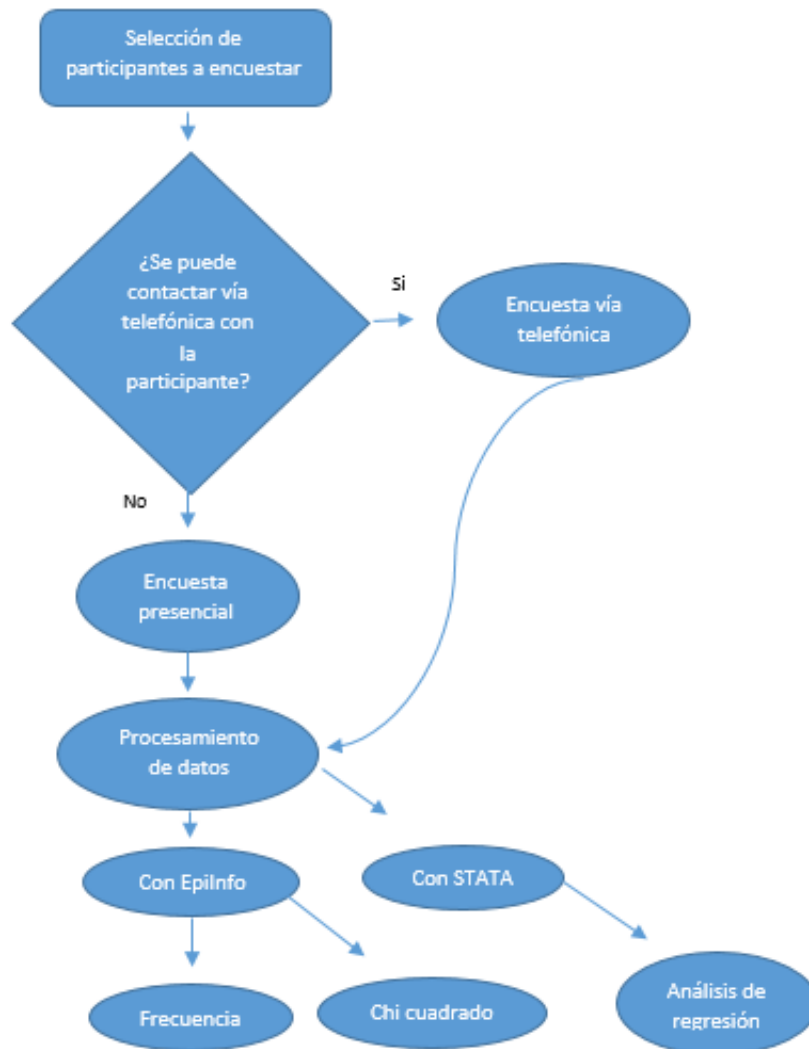 Selección de
participantes a encuestar
¿Se puede
contactar vía
telefónica con
la
participante?
Si
Encuesta vía
telefónica
No
Encuesta
presencial
Procesamiento
de datos
Con EpiInfo
Con STATA
Frecuencia
Chi cuadrado
Análisis de
regresión